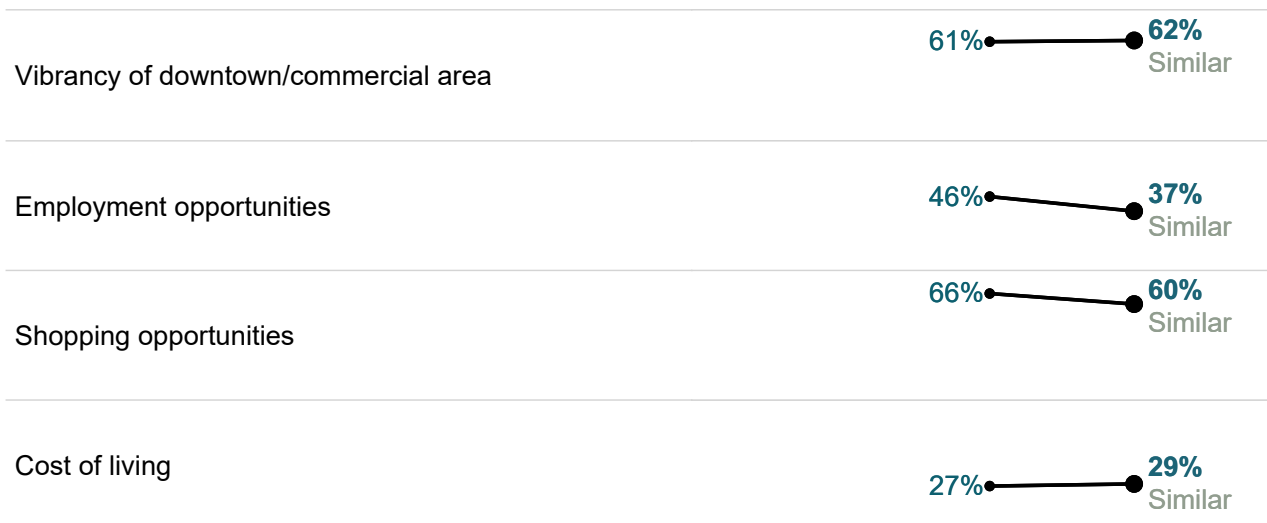 61%
62%
Similar
Vibrancy of downtown/commercial area
46%
37%
Similar
Employment opportunities
66%
60%
Similar
Shopping opportunities
27%
29%
Similar
Cost of living